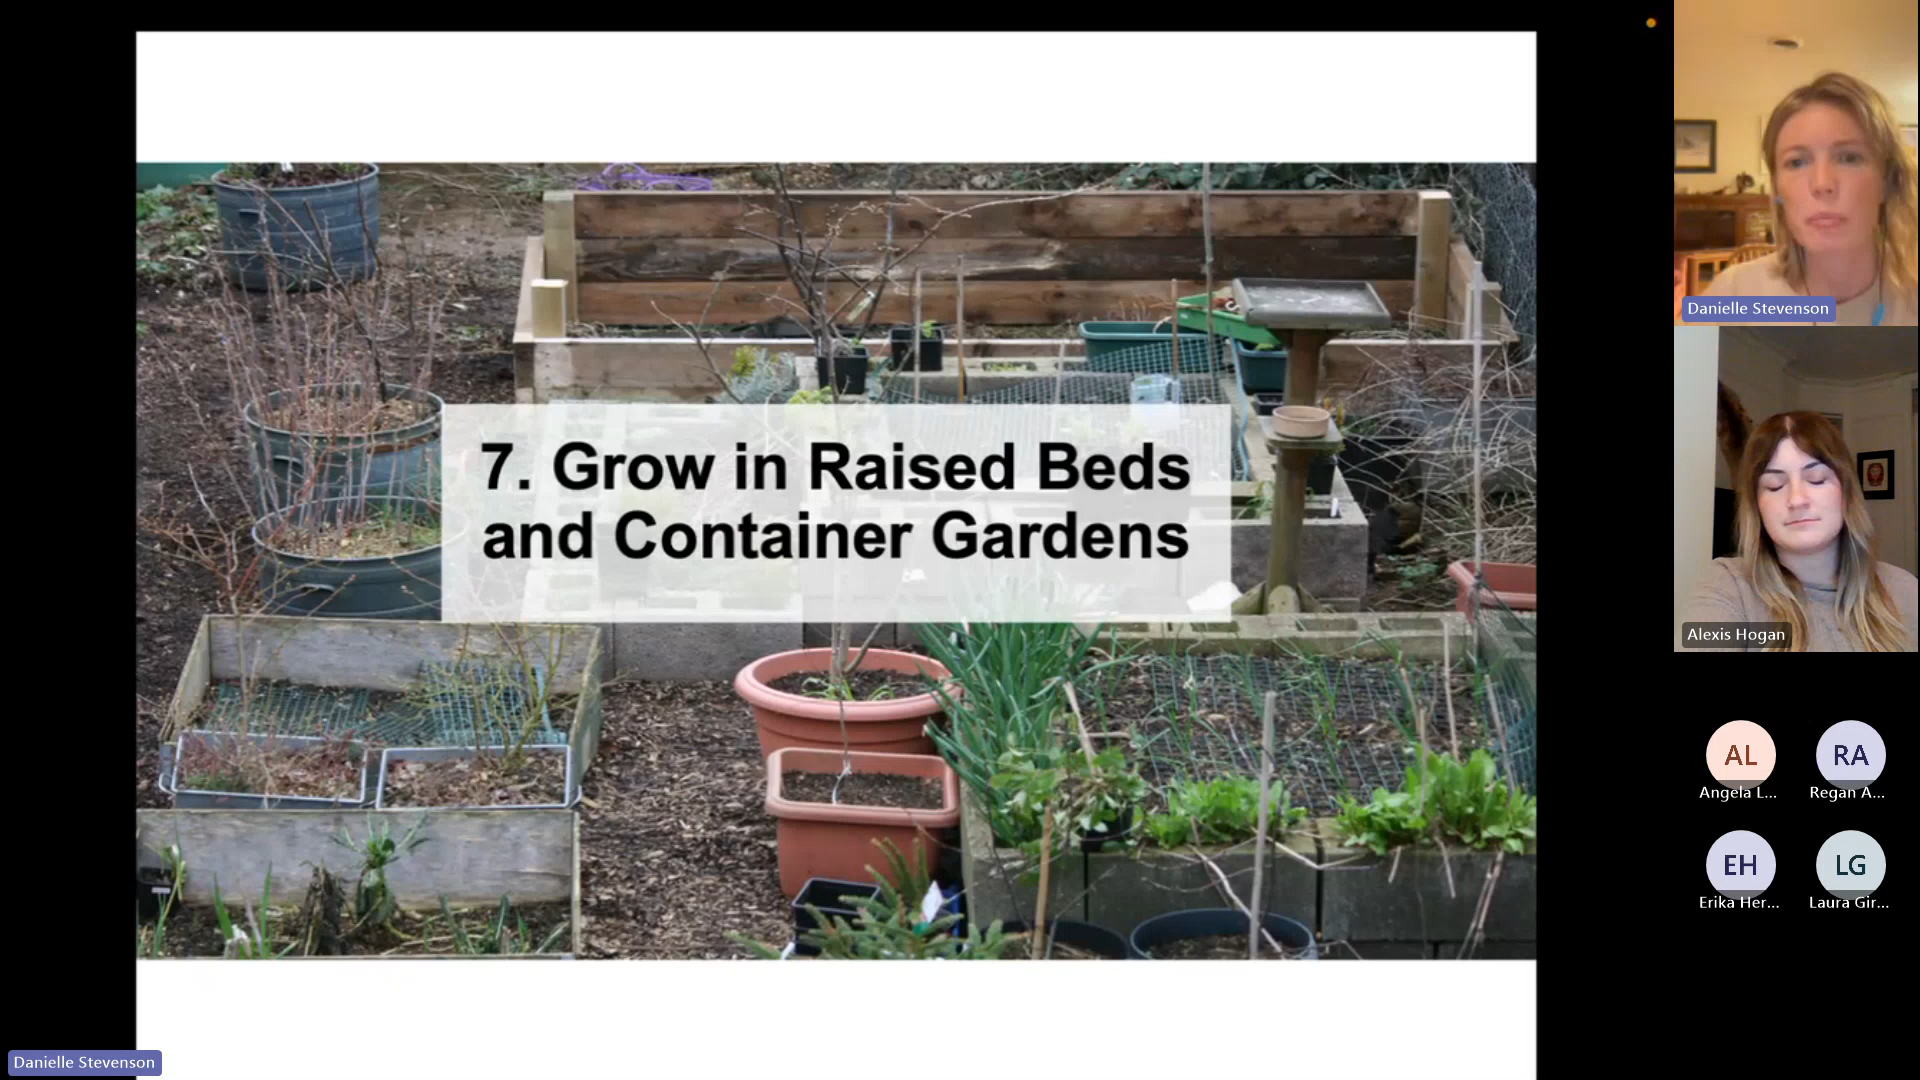 7. Grow in Raised Beds
and Container Gardens
Danielle Stevenson
Alexis Hogan
AL
RA
Angela L...
Regan A...
EH
LG
Erika Her...
Laura Gir...
Danielle Stevenson